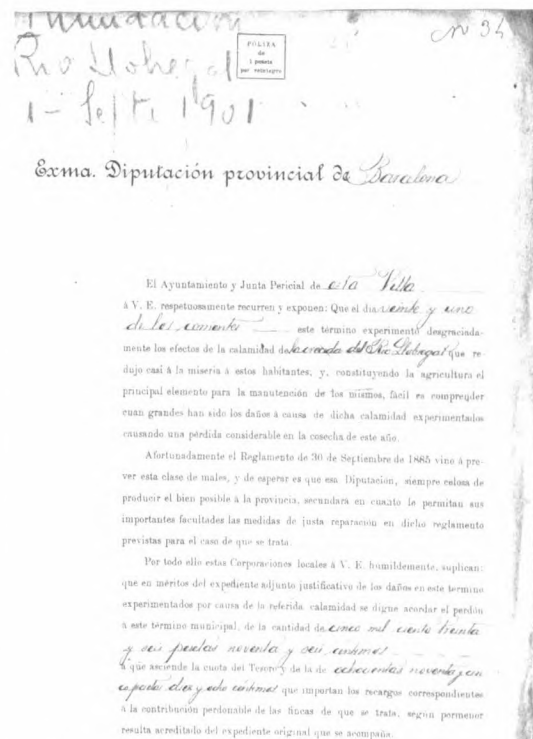 Inundación
Rio Llobregat
1 - Septe 1901
Nº 34
POLIZA
de
1 peseta
por reintegro
Exma. Diputación provincial de Barcelona
El Ayuntamiento y Junta Pericial de esta Villa
á V. E. respetuosamente recurren y exponen: Que el dia veinte y uno
de los corrientes este término experimentó desgraciada-
mente los efectos de la calamidad de la crecida del Rio Llobregat que re-
dujo casi á la miseria á estos habitantes, y, constituyendo la agricultura el
principal elemento para la manutención de los mismos, fácil es comprender
cuan grandes han sido los daños á causa de dicha calamidad experimentados
causando una pérdida considerable en la cosecha de este año.
Afortunadamente el Reglamento de 30 de Septiembre de 1885 vino á pre-
ver esta clase de males, y de esperar es que esa Diputación, siempre celosa de
producir el bien posible á la provincia, secundará en cuanto le permitan sus
importantes facultades las medidas de justa reparación en dicho reglamento
previstas para el caso de que se trata.
Por todo ello estas Corporaciones locales á V. E. humildemente, suplican:
que en méritos del expediente adjunto justificativo de los daños en este término
experimentados por causa de la referida calamidad se digne acordar el perdón
á este término municipal, de la cantidad de cinco mil ciento treinta
y seis pesetas noventa y seis céntimos
á que asciende la cuota del Tesoro y de la de ochocientas noventa y un
diez y ocho céntimos que importan los recargos correspondientes
á la contribución perdonable de las fincas de que se trata, según pormenor
resulta acreditado del expediente original que se acompaña.